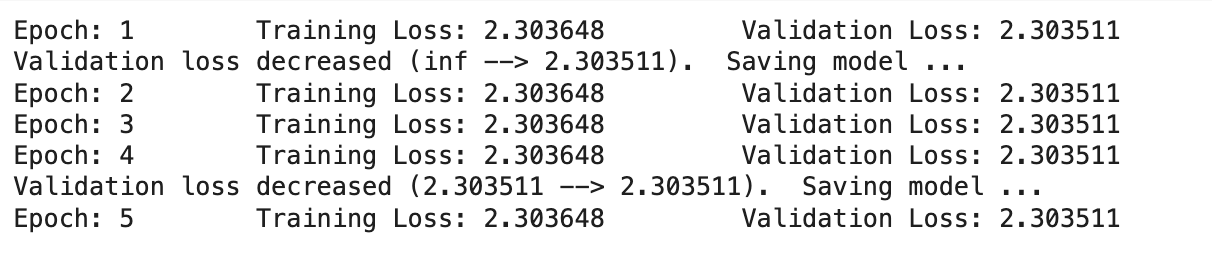 Epoch: 1 Training Loss: 2.303648 Validation Loss: 2.303511
Validation loss decreased (inf --> 2.303511). Saving model ...
Epoch: 2 Training Loss: 2.303648 Validation Loss: 2.303511
Epoch: 3 Training Loss: 2.303648 Validation Loss: 2.303511
Epoch: 4 Training Loss: 2.303648 Validation Loss: 2.303511
Validation loss decreased (2.303511 --> 2.303511). Saving model ...
Epoch: 5 Training Loss: 2.303648 Validation Loss: 2.303511